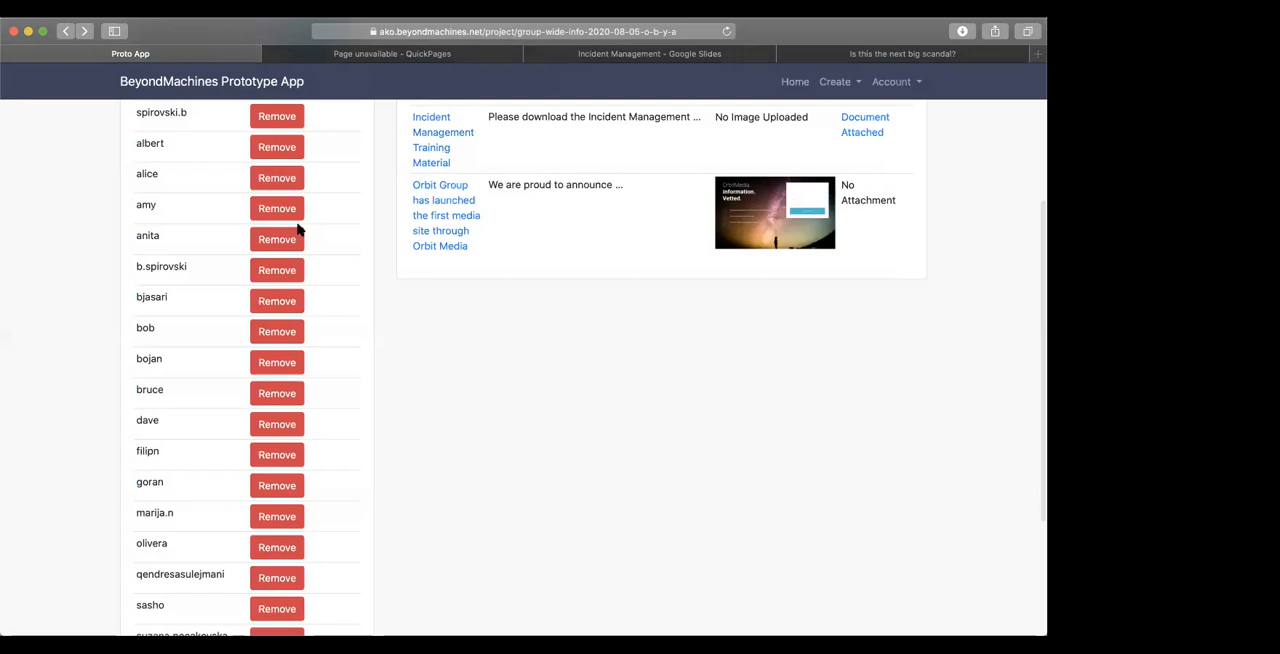 ako.beyondmachines.net/project/group-wide-info-2020-08-05-o-b-y-a
Proto App
Page unavailable - QuickPages
Incident Management - Google Slides
Is this the next big scandal?
BeyondMachines Prototype App
Home
Create
Account
spirovski.b
Remove
albert
Remove
alice
Remove
amy
Remove
anita
Remove
b.spirovski
Remove
bjasari
Remove
bob
Remove
bojan
Remove
bruce
Remove
dave
Remove
filipn
Remove
goran
Remove
marija.n
Remove
olivera
Remove
qendresasulejmani
Remove
sasho
Remove
Incident
Management
Training
Material
Please download the Incident Management ...
No Image Uploaded
Document
Attached
Orbit Group
has launched
the first media
site through
Orbit Media
We are proud to announce ...
OrbitMedia
Information.
Vetted.
No
Attachment